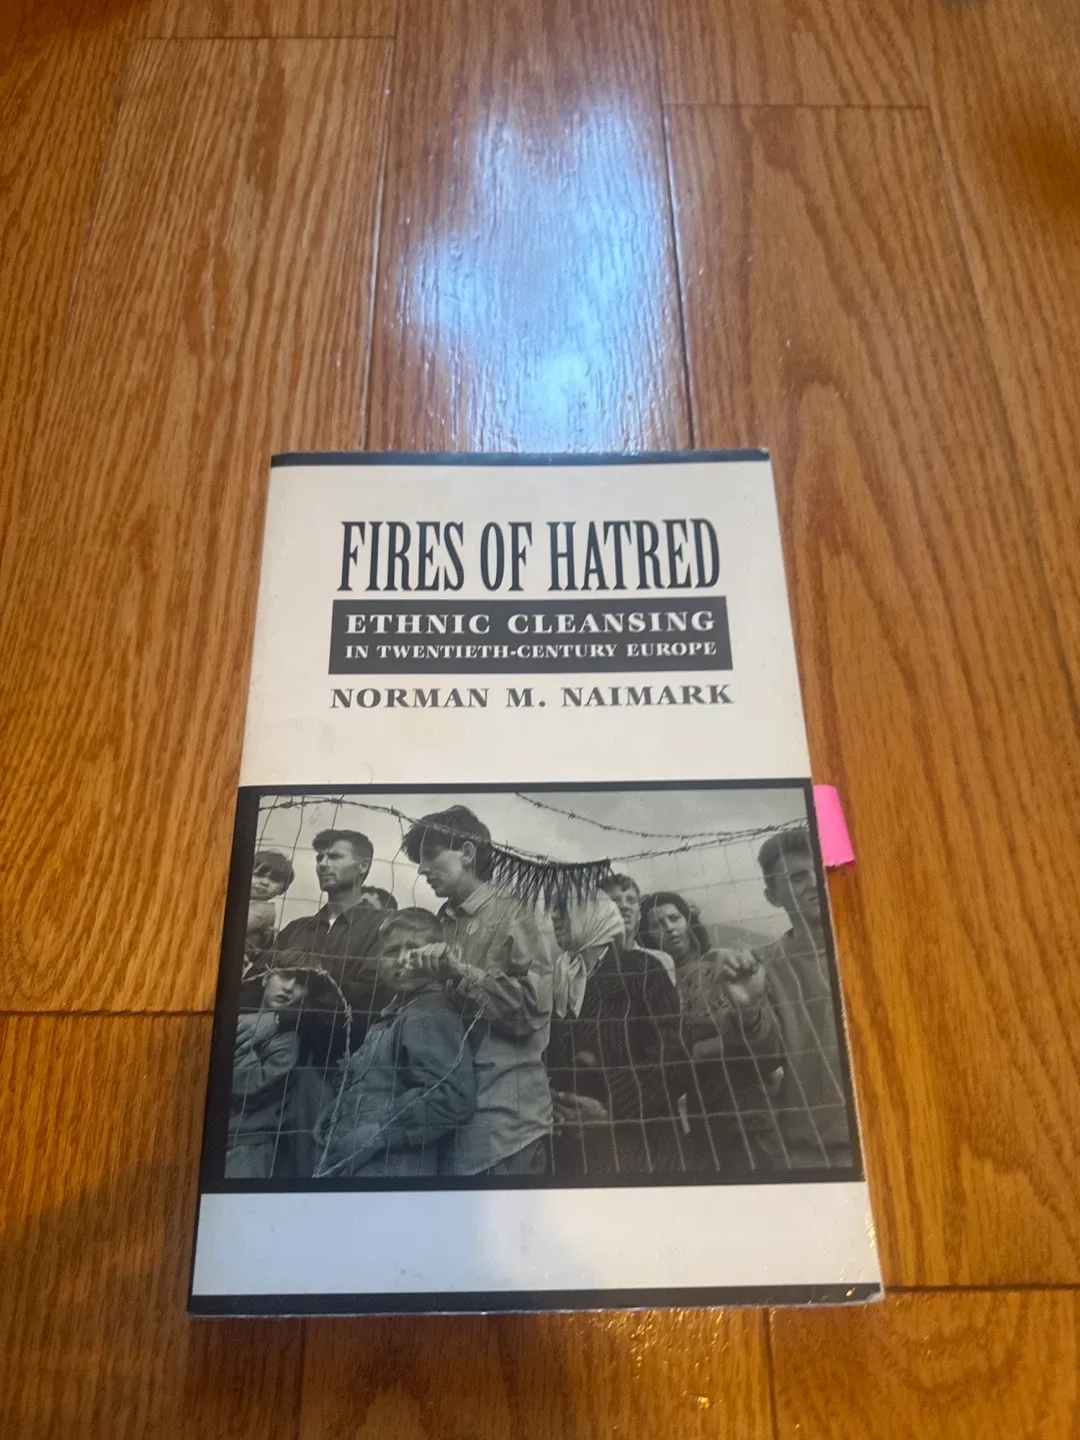 FIRES OF HATRED
ETHNIC CLEANSING
IN TWENTIETH-CENTURY EUROPE
NORMAN M. NAIMARK